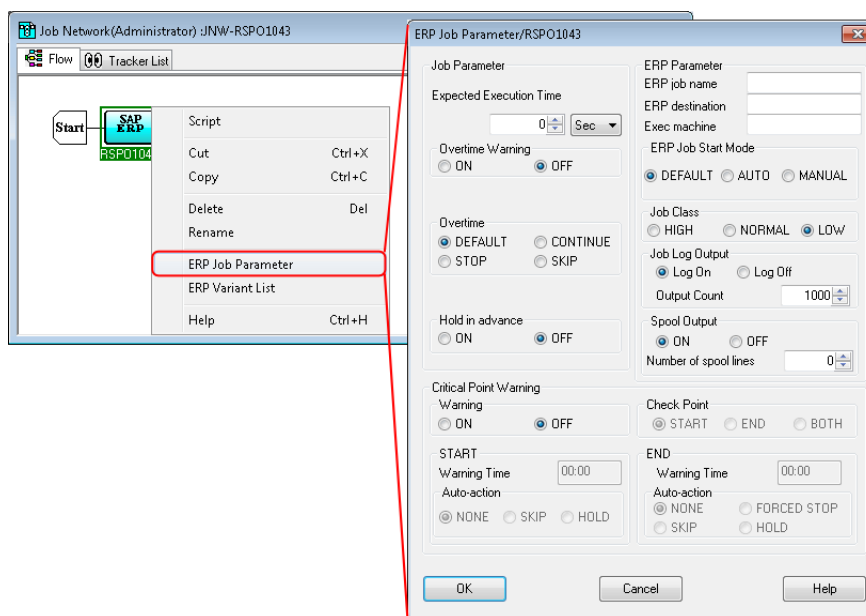 Job Network(Administrator) :JNW-RSPO1043
Flow Tracker List
Start
SAP ERP
RSPO104
Script
Cut Ctrl+X
Copy Ctrl+C
Delete Del
Rename
ERP Job Parameter
ERP Variant List
Help Ctrl+H
ERP Job Parameter/RSPO1043
Job Parameter
Expected Execution Time
0 Sec
Overtime Warning
ON OFF
Overtime
DEFAULT CONTINUE
STOP SKIP
Hold in advance
ON OFF
ERP Parameter
ERP job name
ERP destination
Exec machine
ERP Job Start Mode
DEFAULT AUTO MANUAL
Job Class
HIGH NORMAL LOW
Job Log Output
Log On Log Off
Output Count 1000
Spool Output
ON OFF
Number of spool lines 0
Critical Point Warning
Warning
ON OFF
Check Point
START END BOTH
START
Warning Time 00:00
Auto-action
NONE SKIP HOLD
END
Warning Time 00:00
Auto-action
NONE FORCED STOP
SKIP HOLD
OK Cancel Help